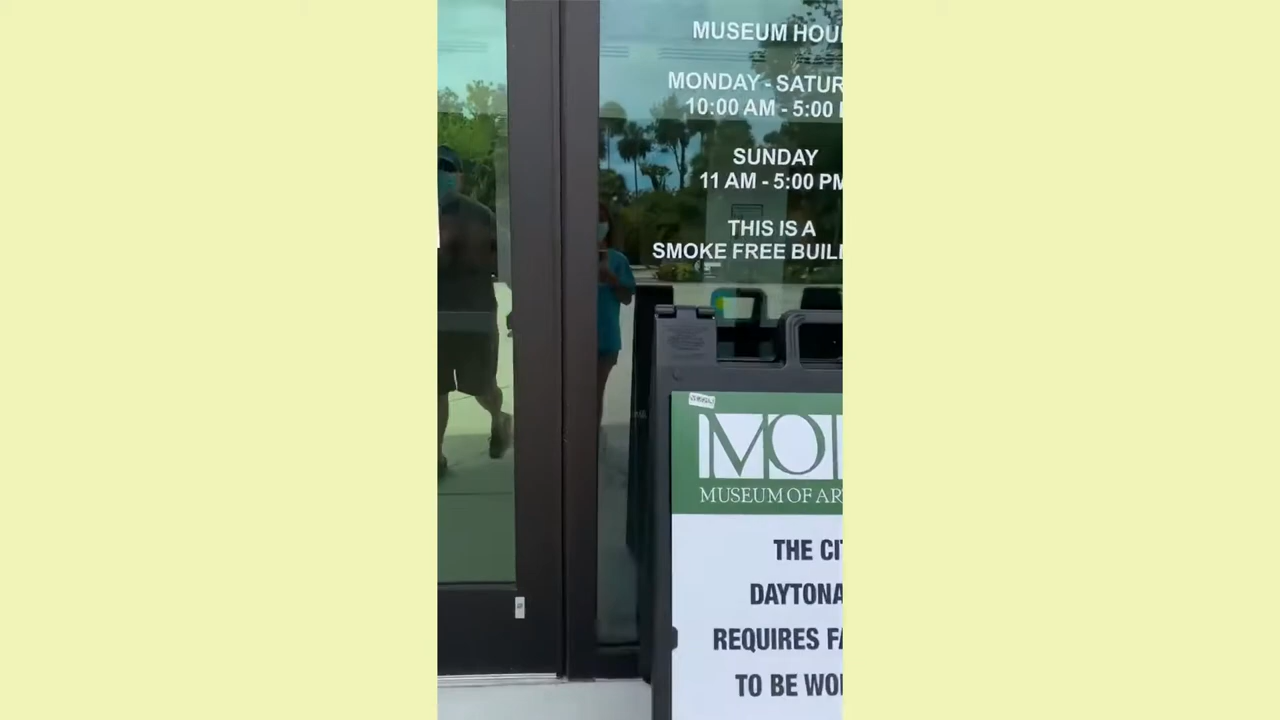 MUSEUM HOU
MONDAY - SATUR
10:00 AM - 5:00
SUNDAY
11 AM - 5:00 PM
THIS IS A
SMOKE FREE BUIL
MO
MUSEUM OF AR
THE CI
DAYTONA
REQUIRES FA
TO BE WO